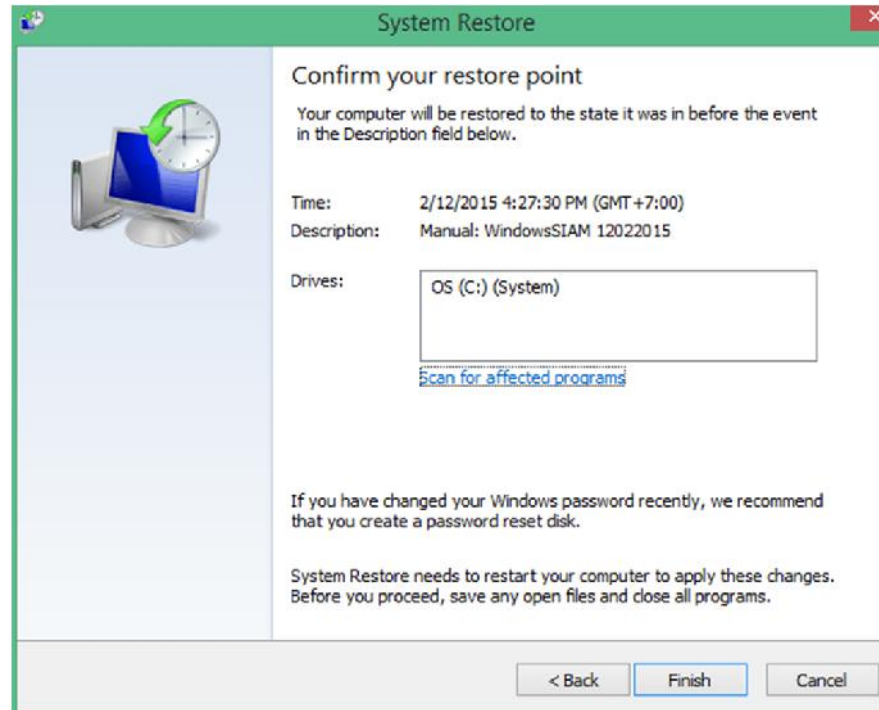 System Restore
Confirm your restore point
Your computer will be restored to the state it was in before the event
in the Description field below.
Time: 2/12/2015 4:27:30 PM (GMT+7:00)
Description: Manual: WindowsSIAM 12022015
Drives: OS (C:) (System)
Scan for affected programs
If you have changed your Windows password recently, we recommend
that you create a password reset disk.
System Restore needs to restart your computer to apply these changes.
Before you proceed, save any open files and close all programs.
< Back Finish Cancel